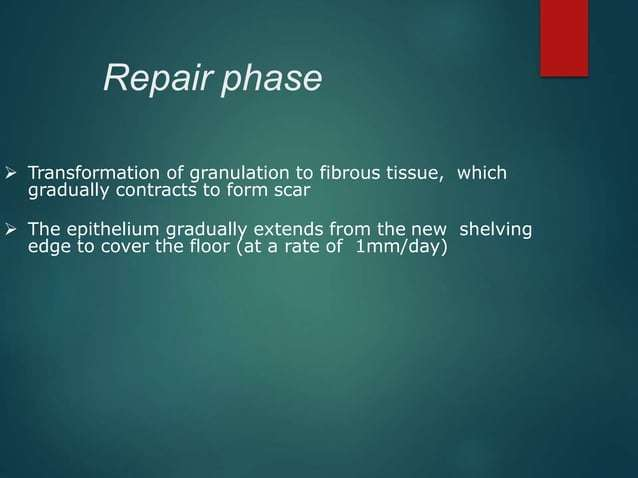 Repair phase
➢ Transformation of granulation to fibrous tissue, which
gradually contracts to form scar
➢ The epithelium gradually extends from the new shelving
edge to cover the floor (at a rate of 1mm/day)